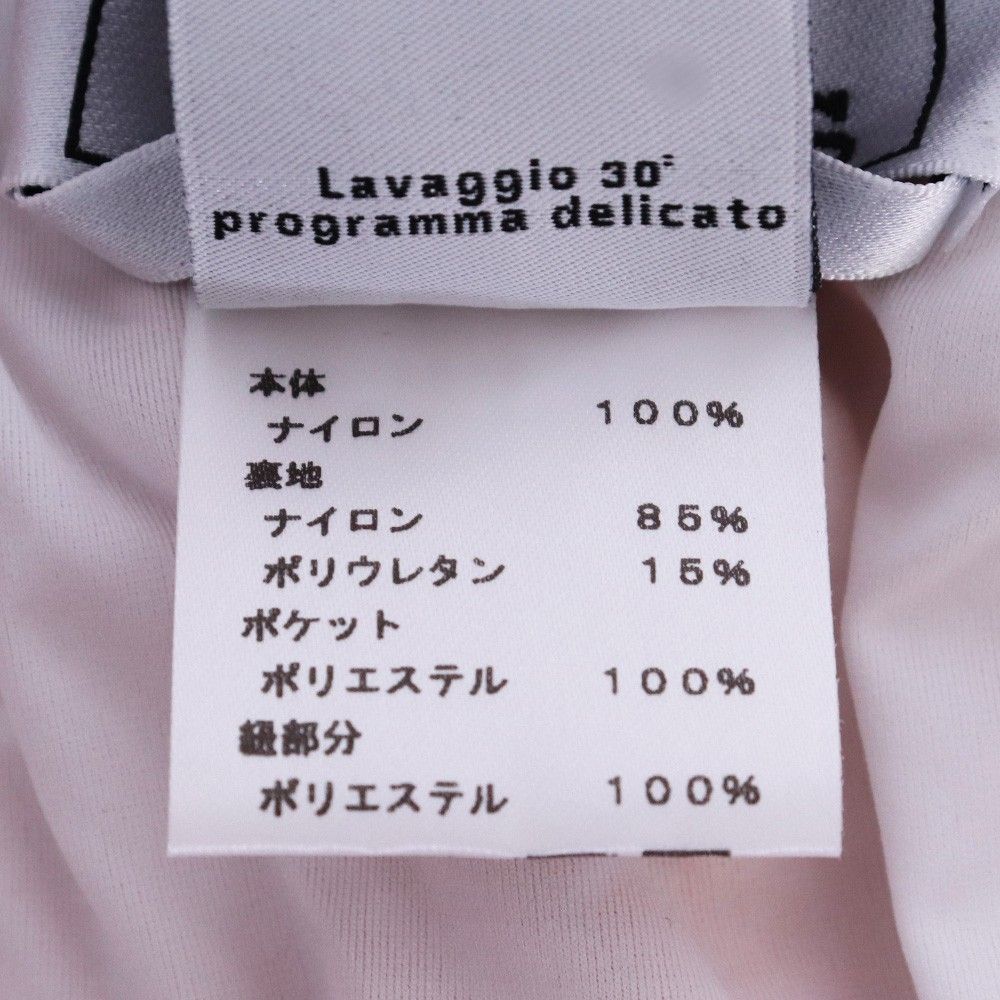 Lavaggio 30°
programma delicato
本体
ナイロン 100%
裏地
ナイロン 85%
ポリウレタン 15%
ポケット
ポリエステル 100%
紐部分
ポリエステル 100%